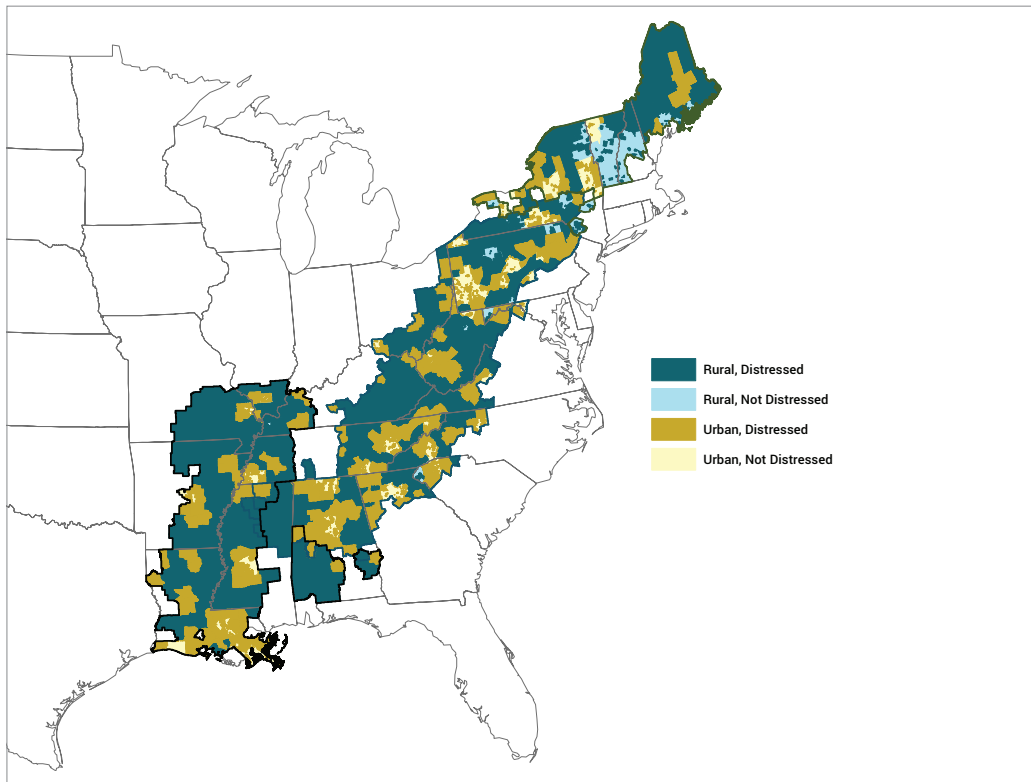 Rural, Distressed
Rural, Not Distressed
Urban, Distressed
Urban, Not Distressed